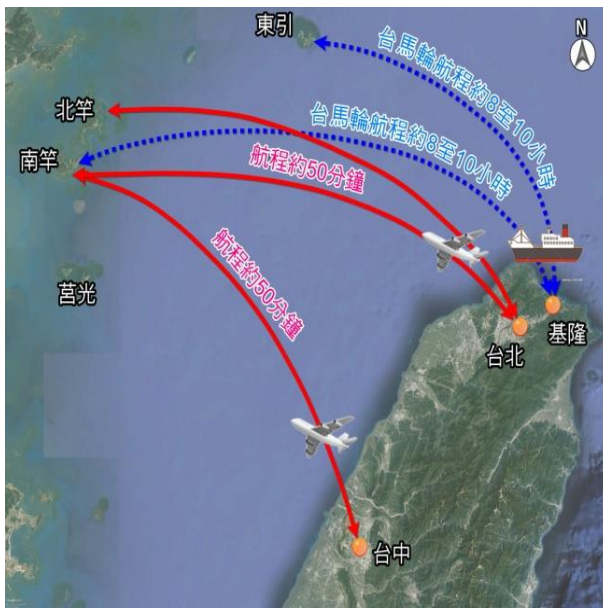 東引
N
台馬輪航程約8至10小時
北竿
台馬輪航程約8至10小時
南竿
航程約50分鐘
航程約50分鐘
莒光
基隆
台北
台中